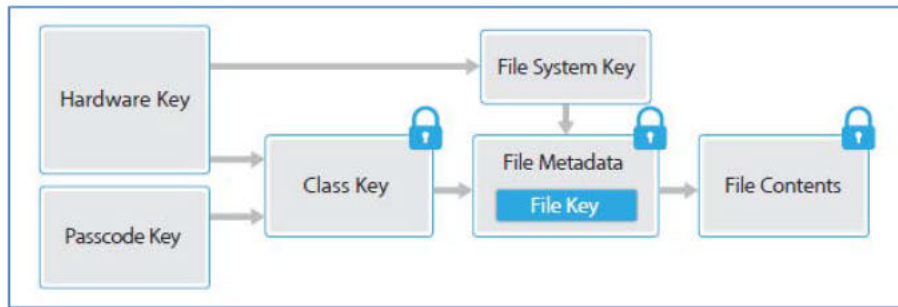 File System Key
Hardware Key
File Metadata
Class Key
File Contents
File Key
Passcode Key